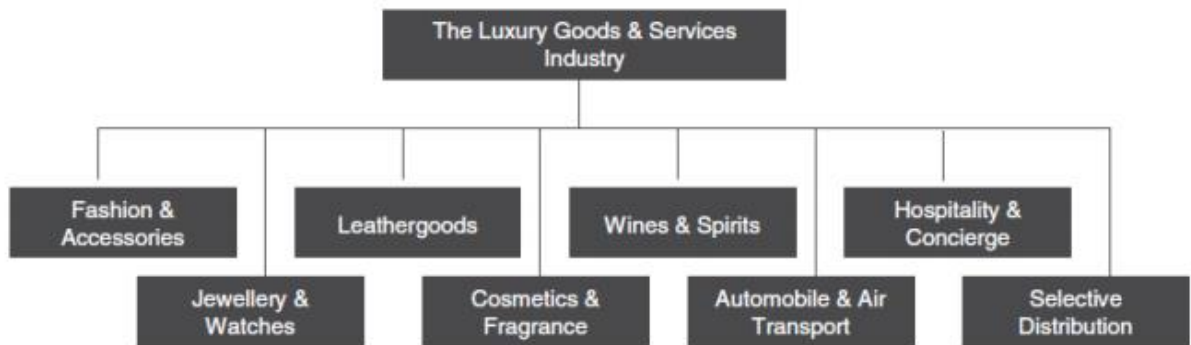 The Luxury Goods & Services
Industry
Fashion &
Accessories
Leathergoods
Wines & Spirits
Hospitality &
Concierge
Jewellery &
Watches
Cosmetics &
Fragrance
Automobile & Air
Transport
Selective
Distribution